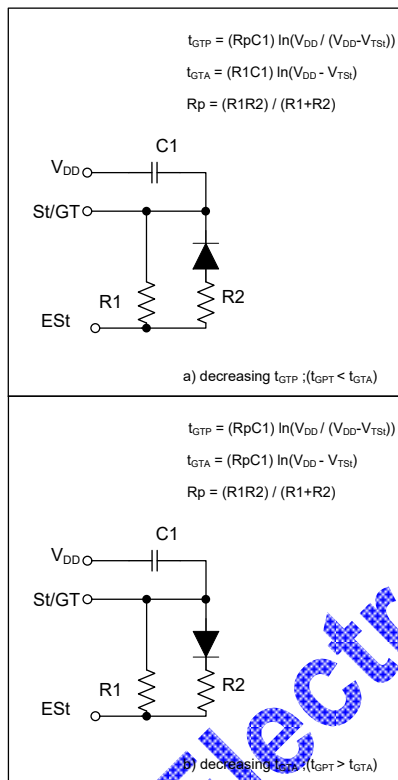 tGTP = (RpC1) ln(VDD / (VDD-VTSt))
tGTA = (R1C1) ln(VDD - VTSt)
Rp = (R1R2) / (R1+R2)
C1
VDD
St/GT
R1
R2
ESt
a) decreasing tGTP ;(tGPT < tGTA)
tGTP = (RpC1) ln(VDD / (VDD-VTSt))
tGTA = (RpC1) ln(VDD - VTSt)
Rp = (R1R2) / (R1+R2)
C1
VDD
St/GT
R1
R2
ESt
b) decreasing tGTA ;(tGPT > tGTA)